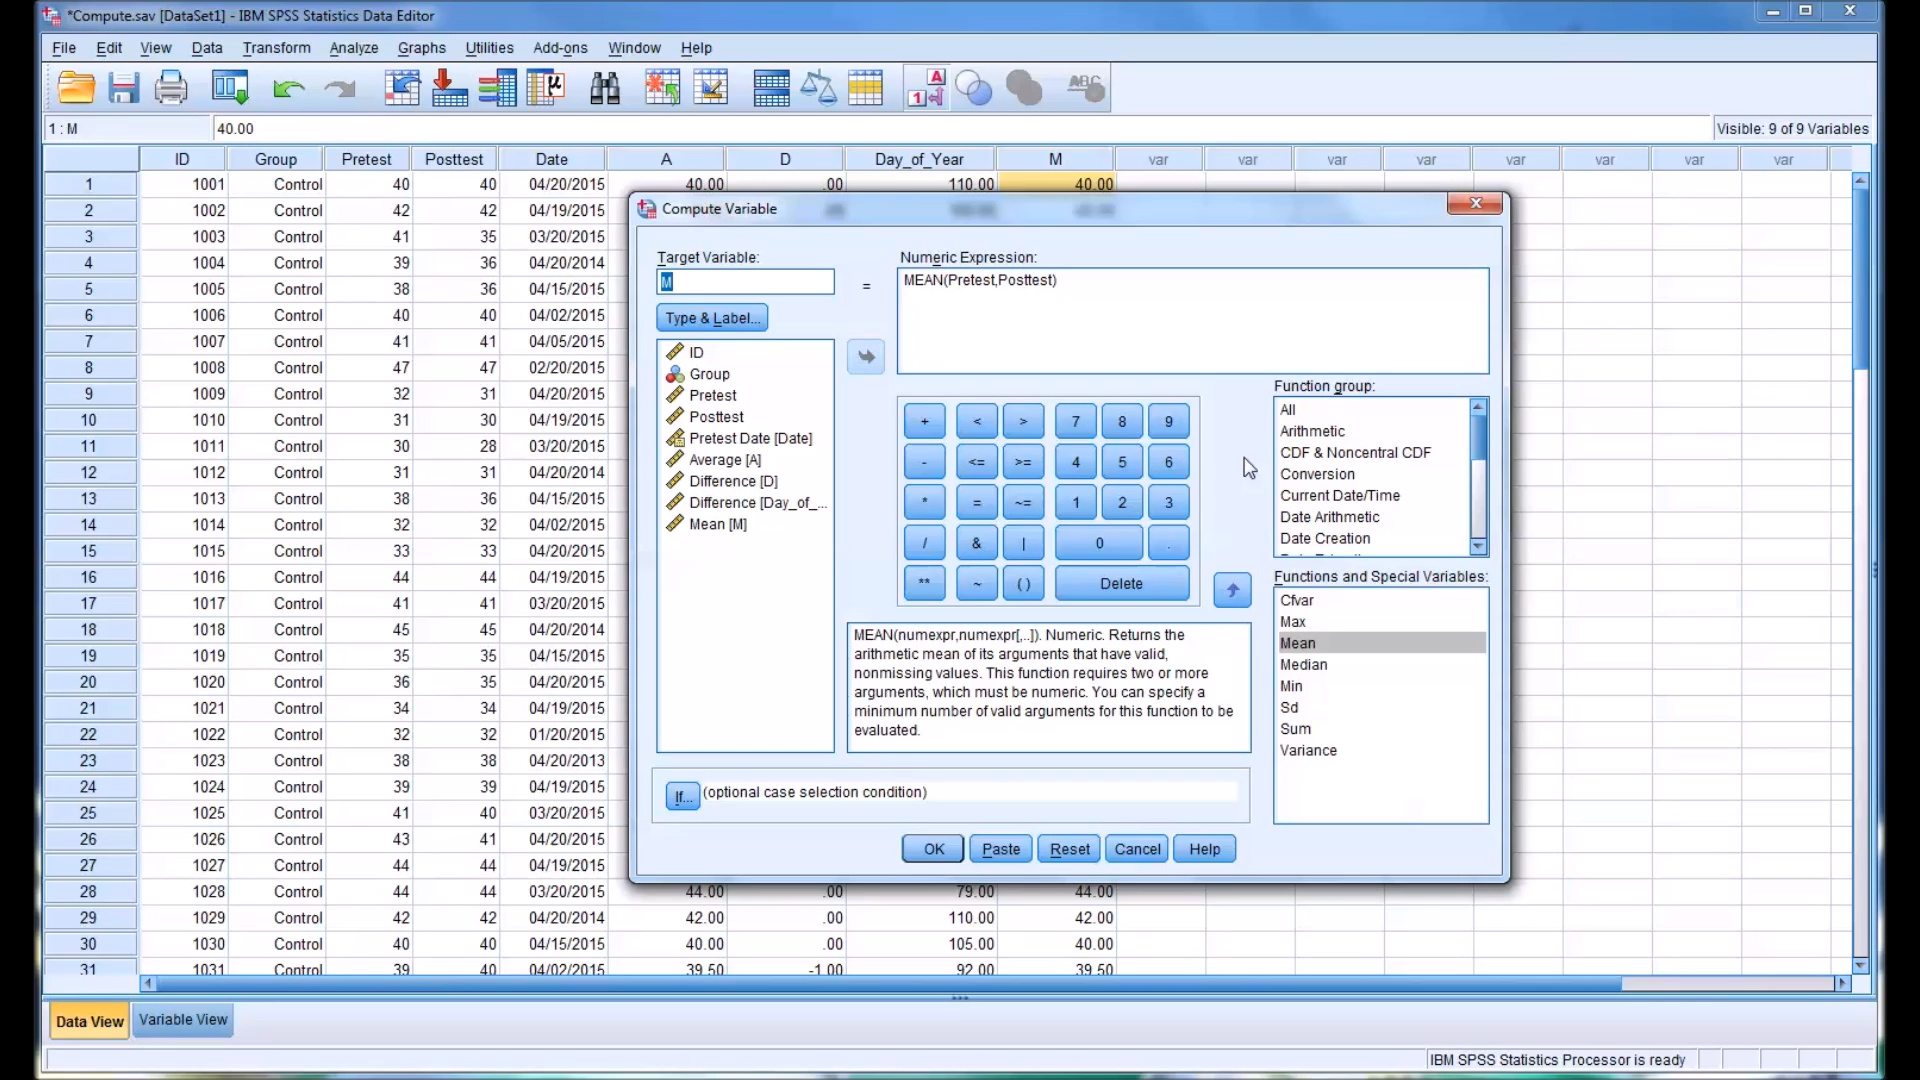 *Compute.sav [DataSet1] - IBM SPSS Statistics Data Editor
File Edit View Data Transform Analyze Graphs Utilities Add-ons Window Help
1 : M 40.00 Visible: 9 of 9 Variables
ID Group Pretest Posttest Date A D Day_of_Year M var var var var var var var var
1 1001 Control 40 40 04/20/2015 40.00 .00 110.00 40.00
2 1002 Control 42 42 04/19/2015
3 1003 Control 41 35 03/20/2015
4 1004 Control 39 36 04/20/2014
5 1005 Control 38 36 04/15/2015
6 1006 Control 40 40 04/02/2015
7 1007 Control 41 41 04/05/2015
8 1008 Control 47 47 02/20/2015
9 1009 Control 32 31 04/20/2015
10 1010 Control 31 30 04/19/2015
11 1011 Control 30 28 03/20/2015
12 1012 Control 31 31 04/20/2014
13 1013 Control 38 36 04/15/2015
14 1014 Control 32 32 04/02/2015
15 1015 Control 33 33 04/20/2015
16 1016 Control 44 44 04/19/2015
17 1017 Control 41 41 03/20/2015
18 1018 Control 45 45 04/20/2014
19 1019 Control 35 35 04/15/2015
20 1020 Control 36 35 04/20/2015
21 1021 Control 34 34 04/19/2015
22 1022 Control 32 32 01/20/2015
23 1023 Control 38 38 04/20/2013
24 1024 Control 39 39 04/19/2015
25 1025 Control 41 40 03/20/2015
26 1026 Control 43 41 04/20/2015
27 1027 Control 44 44 04/19/2015
28 1028 Control 44 44 03/20/2015 44.00 .00 79.00 44.00
29 1029 Control 42 42 04/20/2014 42.00 .00 110.00 42.00
30 1030 Control 40 40 04/15/2015 40.00 .00 105.00 40.00
31 1031 Control 39 40 04/02/2015 39.50 -1.00 92.00 39.50
Compute Variable
Target Variable:
M
=
Numeric Expression:
MEAN(Pretest,Posttest)
Type & Label...
ID
Group
Pretest
Posttest
Pretest Date [Date]
Average [A]
Difference [D]
Difference [Day_of_...
Mean [M]
+ < > 7 8 9
- <= >= 4 5 6
* = ~= 1 2 3
/ & | 0 .
** ~ ( ) Delete
Function group:
All
Arithmetic
CDF & Noncentral CDF
Conversion
Current Date/Time
Date Arithmetic
Date Creation
Functions and Special Variables:
Cfvar
Max
Mean
Median
Min
Sd
Sum
Variance
MEAN(numexpr,numexpr[,..]). Numeric. Returns the
arithmetic mean of its arguments that have valid,
nonmissing values. This function requires two or more
arguments, which must be numeric. You can specify a
minimum number of valid arguments for this function to be
evaluated.
If... (optional case selection condition)
OK Paste Reset Cancel Help
Data View Variable View
IBM SPSS Statistics Processor is ready